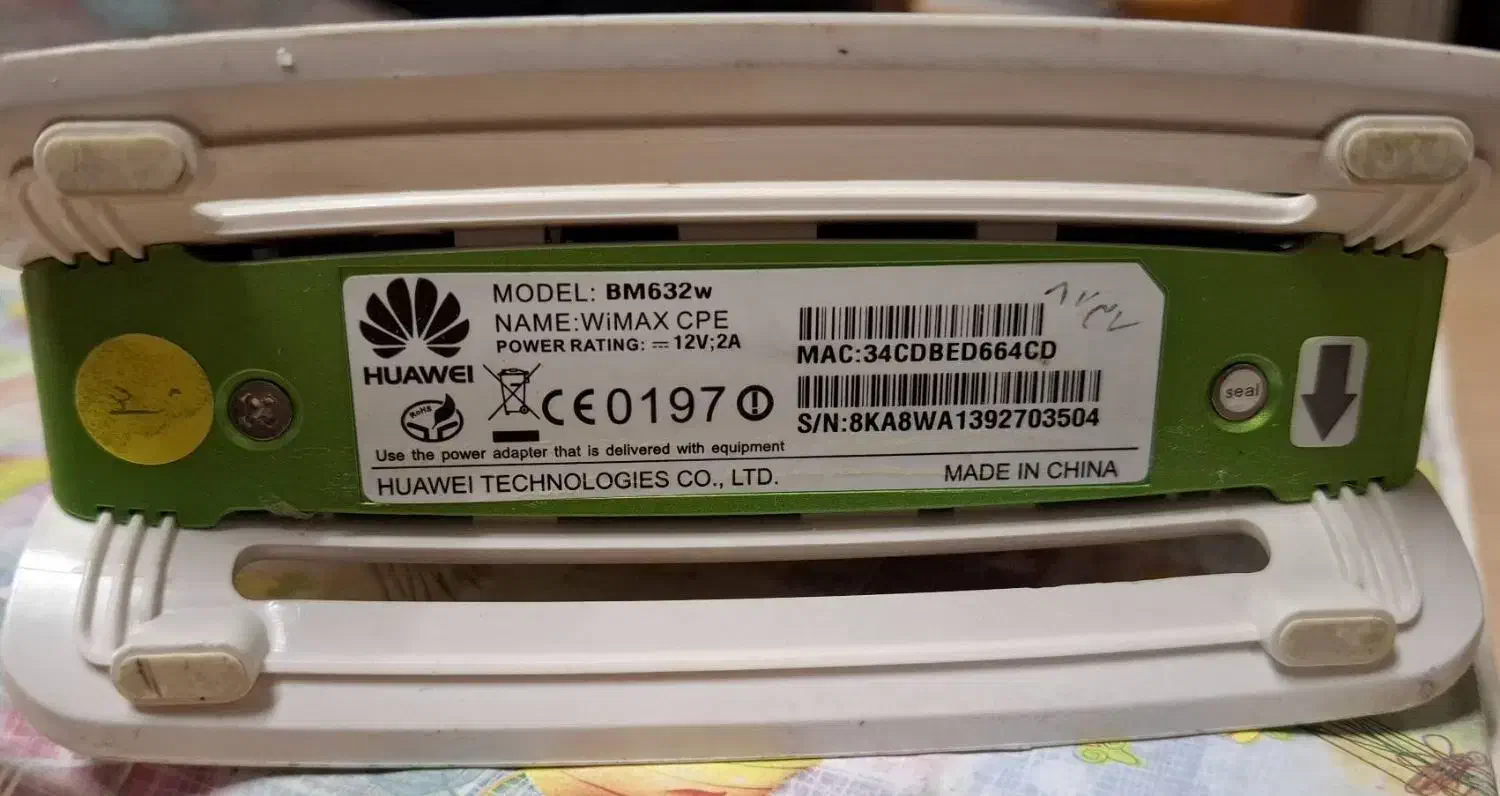 MODEL: BM632w
NAME:WiMAX CPE
POWER RATING: ⎓ 12V;2A
HUAWEI
RoHS
CE0197
MAC:34CDBED664CD
S/N:8KA8WA1392703504
Use the power adapter that is delivered with equipment
HUAWEI TECHNOLOGIES CO., LTD.
MADE IN CHINA
seal